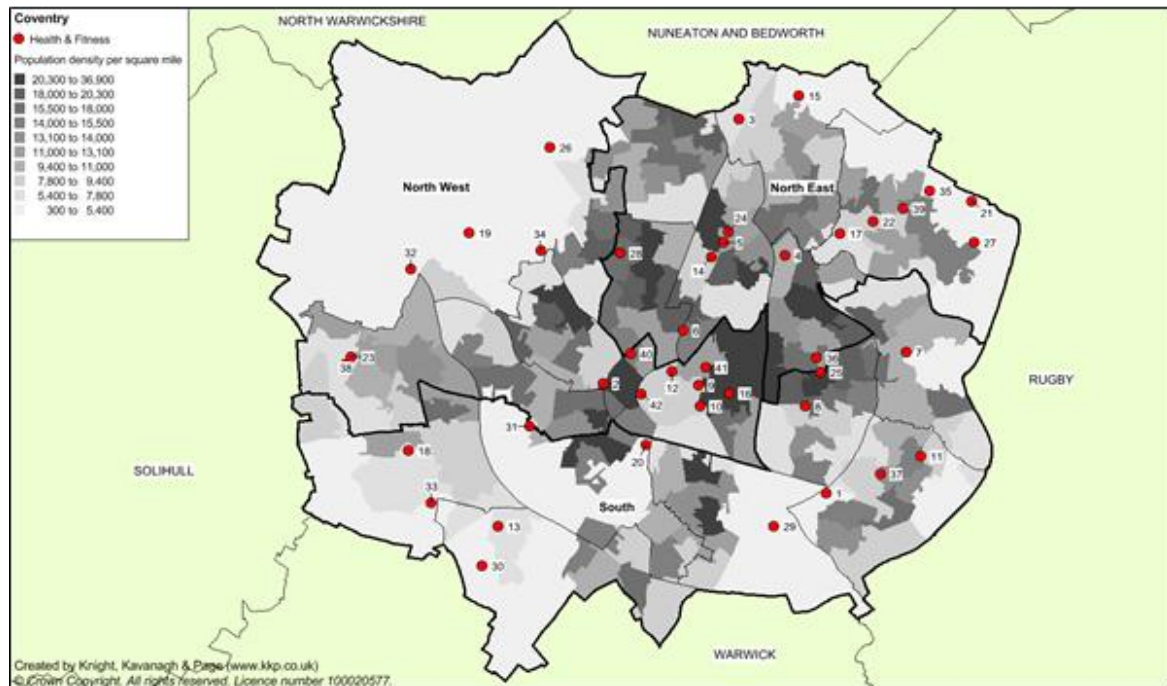 Coventry
Health & Fitness
Population density per square mile
20,300 to 36,900
18,000 to 20,300
15,500 to 18,000
14,000 to 15,500
13,100 to 14,000
11,000 to 13,100
9,400 to 11,000
7,800 to 9,400
5,400 to 7,800
300 to 5,400
NORTH WARWICKSHIRE
NUNEATON AND BEDWORTH
15
3
26
North West
North East
35
39
21
24
22
19
34
5
17
27
28
4
14
32
6
40
7
23
36
38
41
25
RUGBY
12
2
9
16
42
10
8
31
20
18
11
SOLIHULL
37
33
1
South
13
29
30
WARWICK
Created by Knight, Kavanagh & Page (www.kkp.co.uk)
© Crown Copyright. All rights reserved. Licence number 100020577.